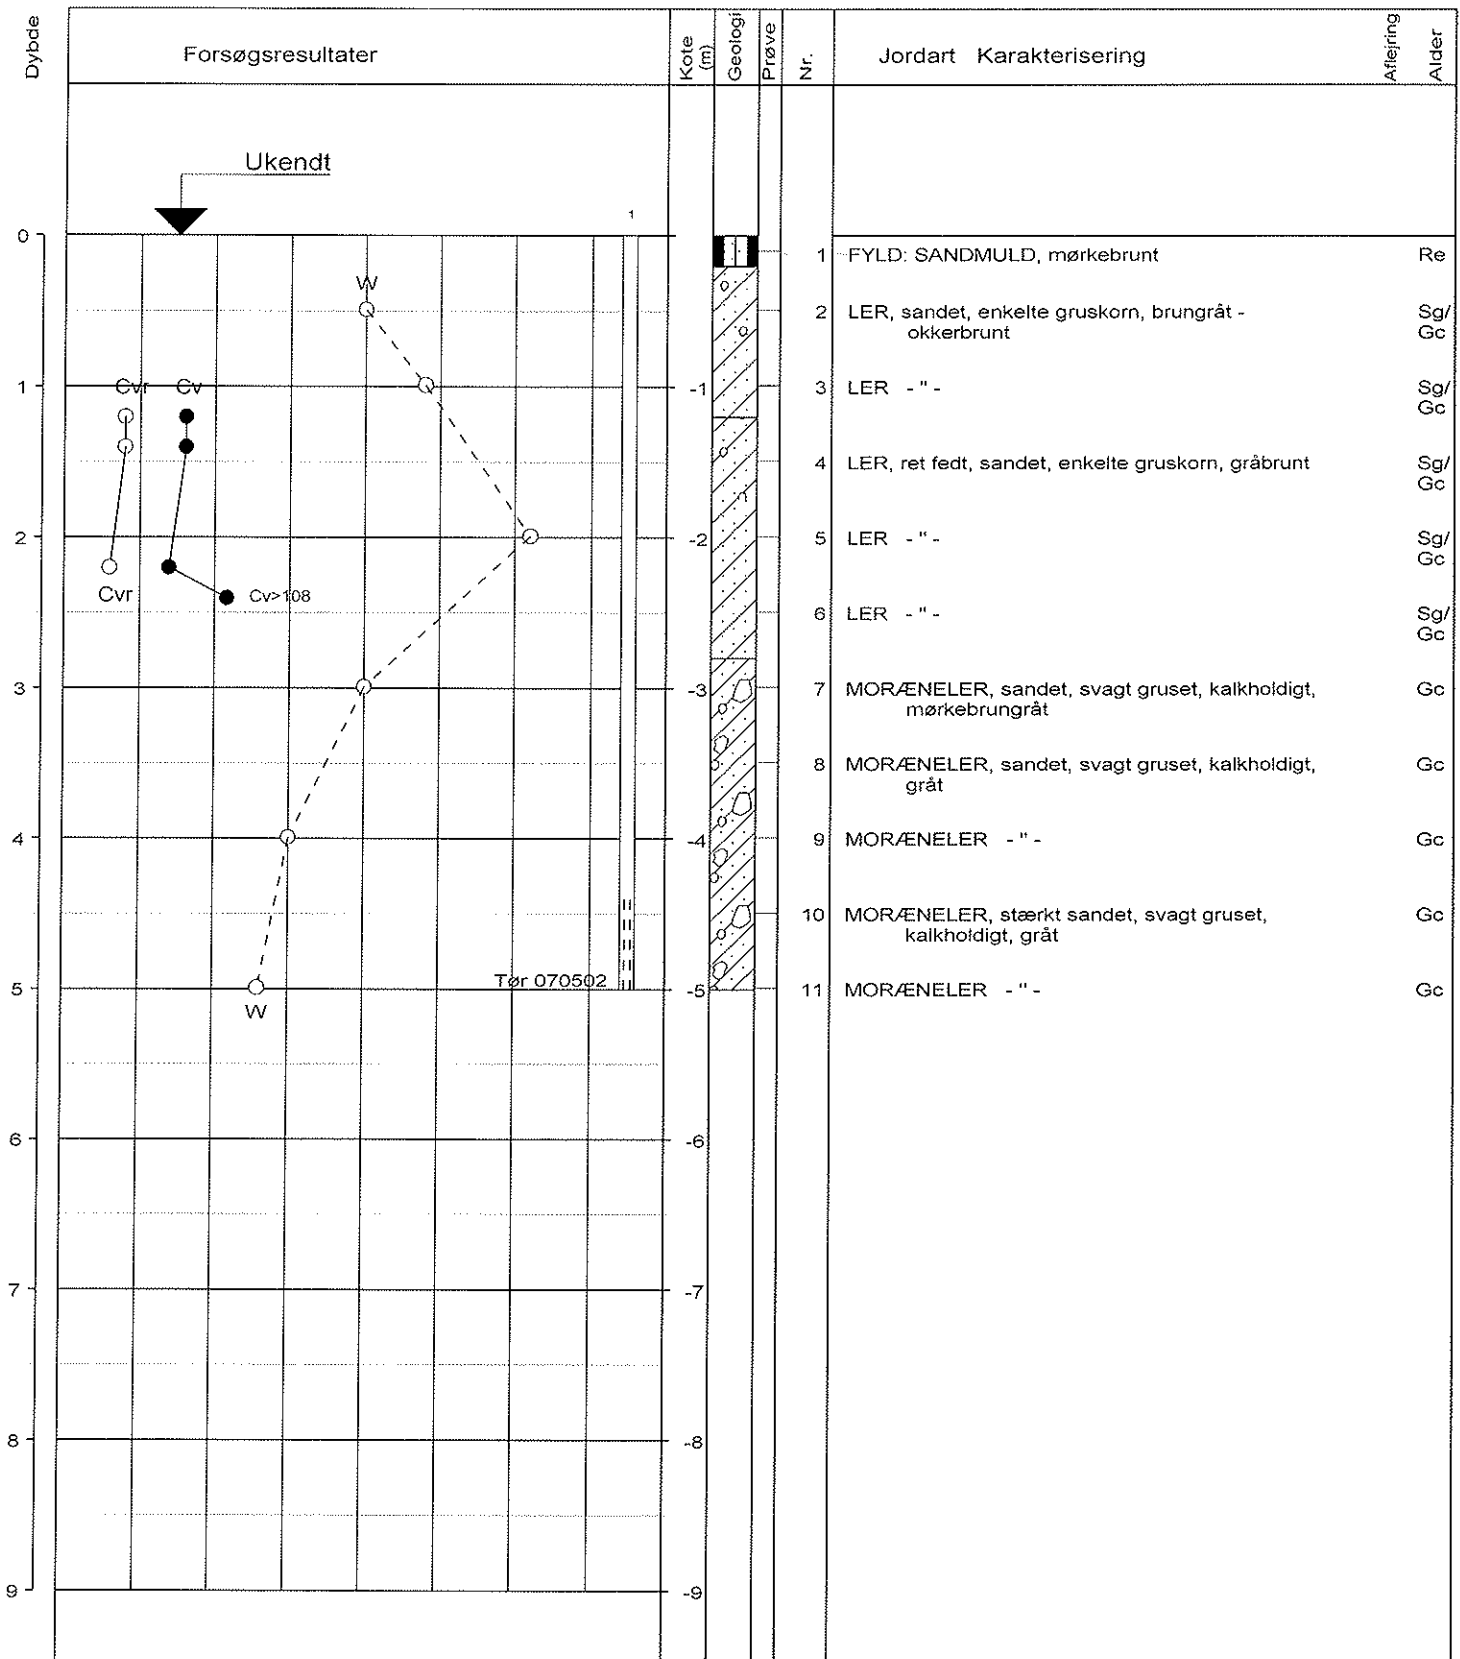 Dybde
Forsøgsresultater
Kote (m)
Geologi
Prøve
Nr.
Jordart Karakterisering
Aflejring
Alder
Ukendt
1
0
W
1 FYLD: SANDMULD, mørkebrunt Re
2 LER, sandet, enkelte gruskorn, brungråt - Sg/
okkerbrunt Gc
1 Cvr Cv -1
3 LER - " - Sg/
Gc
4 LER, ret fedt, sandet, enkelte gruskorn, gråbrunt Sg/
Gc
2 -2
5 LER - " - Sg/
Gc
Cvr Cv>108
6 LER - " - Sg/
Gc
3 -3
7 MORÆNELER, sandet, svagt gruset, kalkholdigt, Gc
mørkebrungråt
8 MORÆNELER, sandet, svagt gruset, kalkholdigt, Gc
gråt
4 -4
9 MORÆNELER - " - Gc
10 MORÆNELER, stærkt sandet, svagt gruset, Gc
kalkholdigt, gråt
Tør 070502
5 -5
11 MORÆNELER - " - Gc
W
6 -6
7 -7
8 -8
9 -9